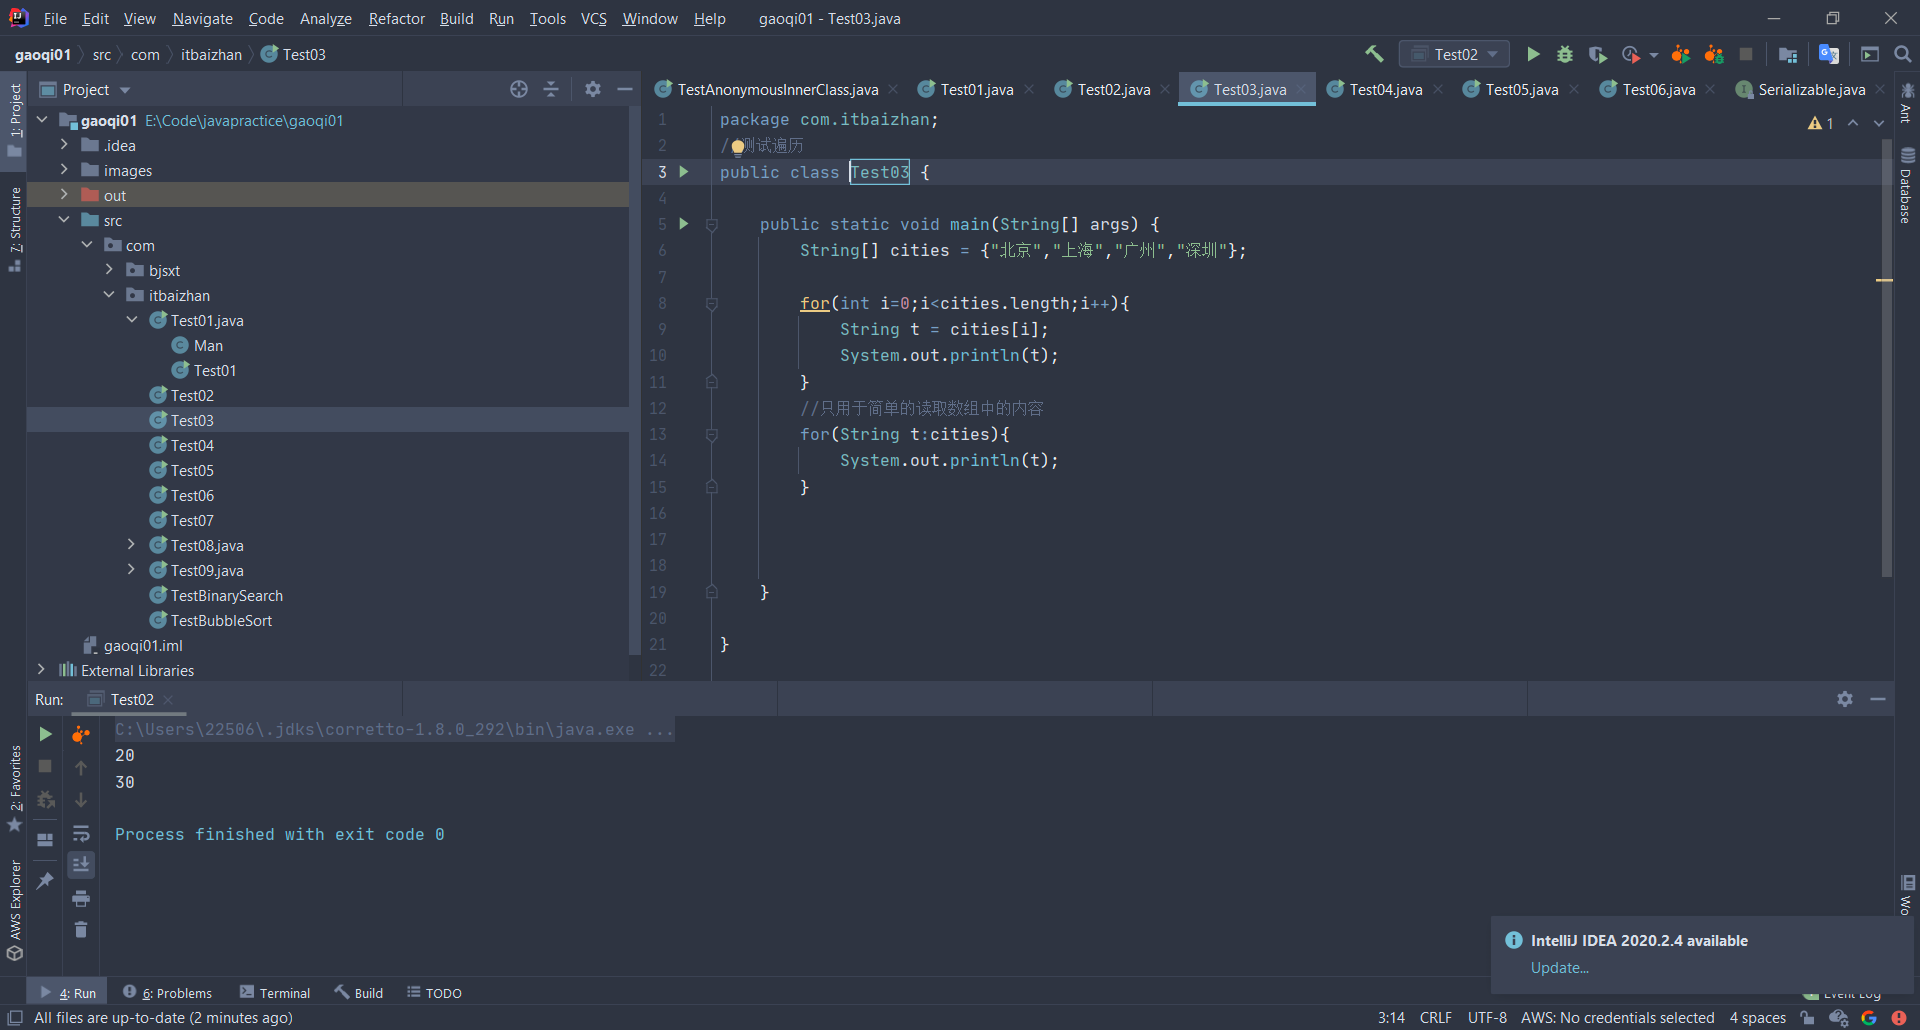 File Edit View Navigate Code Analyze Refactor Build Run Tools VCS Window Help gaoqi01 - Test03.java
gaoqi01 src com itbaizhan Test03
Test02
1: Project
7: Structure
2: Favorites
AWS Explorer
Project
gaoqi01 E:\Code\javapractice\gaoqi01
.idea
images
out
src
com
bjsxt
itbaizhan
Test01.java
Man
Test01
Test02
Test03
Test04
Test05
Test06
Test07
Test08.java
Test09.java
TestBinarySearch
TestBubbleSort
gaoqi01.iml
External Libraries
TestAnonymousInnerClass.java Test01.java Test02.java Test03.java Test04.java Test05.java Test06.java Serializable.java
1
1 package com.itbaizhan;
2 /测试遍历
3 public class Test03 {
4
5 public static void main(String[] args) {
6 String[] cities = {"北京","上海","广州","深圳"};
7
8 for(int i=0;i<cities.length;i++){
9 String t = cities[i];
10 System.out.println(t);
11 }
12 //只用于简单的读取数组中的内容
13 for(String t:cities){
14 System.out.println(t);
15 }
16
17
18
19 }
20
21 }
22
Ant
Database
Wo
Run: Test02
C:\Users\22506\.jdks\corretto-1.8.0_292\bin\java.exe ...
20
30
Process finished with exit code 0
IntelliJ IDEA 2020.2.4 available
Update...
4: Run 6: Problems Terminal Build TODO Event Log
All files are up-to-date (2 minutes ago)
3:14 CRLF UTF-8 AWS: No credentials selected 4 spaces